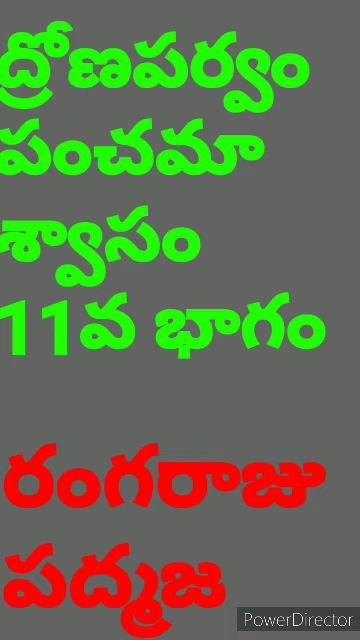 ద్రోణపర్వం
పంచమా
శ్వాసం
11వ భాగం
రంగరాజు
పద్మజ
PowerDirector